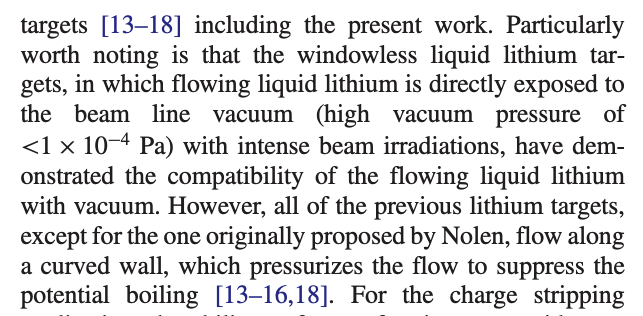 targets [13–18] including the present work. Particularly
worth noting is that the windowless liquid lithium tar-
gets, in which flowing liquid lithium is directly exposed to
the beam line vacuum (high vacuum pressure of
<1 × 10⁻⁴ Pa) with intense beam irradiations, have dem-
onstrated the compatibility of the flowing liquid lithium
with vacuum. However, all of the previous lithium targets,
except for the one originally proposed by Nolen, flow along
a curved wall, which pressurizes the flow to suppress the
potential boiling [13–16,18]. For the charge stripping